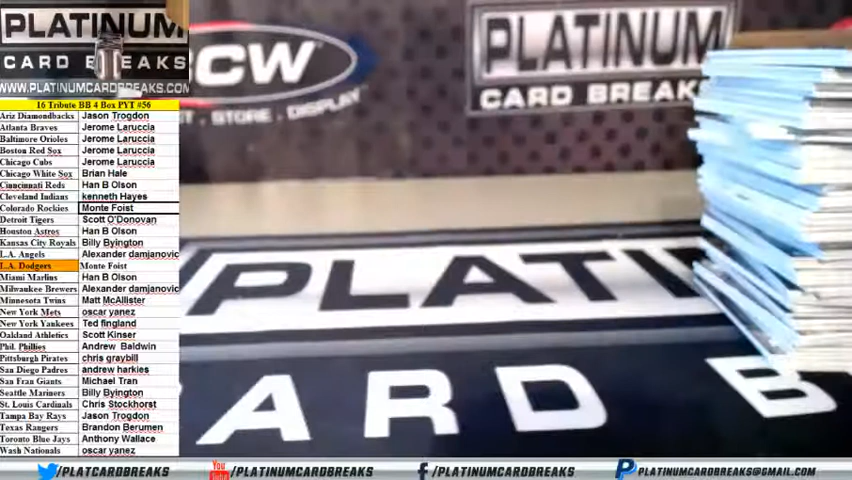 PLATINUM
CARD BREAKS
WWW.PLATINUMCARDBREAKS.COM
CW
ST . STORE . DISPLAY
PLATINUM
CARD BREAKS
16 Tribute BB 4 Box PYT #56
Ariz Diamondbacks Jason Trogdon
Atlanta Braves Jerome Laruccia
Baltimore Orioles Jerome Laruccia
Boston Red Sox Jerome Laruccia
Chicago Cubs Jerome Laruccia
Chicago White Sox Brian Hale
Cinncinnati Reds Han B Olson
Cleveland Indians kenneth Hayes
Colorado Rockies Monte Foist
Detroit Tigers Scott O'Donovan
Houston Astros Han B Olson
Kansas City Royals Billy Byington
L.A. Angels Alexander damjanovic
L.A. Dodgers Monte Foist
Miami Marlins Han B Olson
Milwaukee Brewers Alexander damjanovic
Minnesota Twins Matt McAllister
New York Mets oscar yanez
New York Yankees Ted fingland
Oakland Athletics Scott Kinser
Phil. Phillies Andrew Baldwin
Pittsburgh Pirates chris graybill
San Diego Padres andrew harkies
San Fran Giants Michael Tran
Seattle Mariners Billy Byington
St. Louis Cardinals Chris Stockhorst
Tampa Bay Rays Jason Trogdon
Texas Rangers Brandon Berumen
Toronto Blue Jays Anthony Wallace
Wash Nationals oscar yanez
PLATIN
ARD B
/PLATCARDBREAKS
You Tube /PLATINUMCARDBREAKS
f /PLATINUMCARDBREAKS
P PLATINUMCARDBREAKS@GMAIL.COM